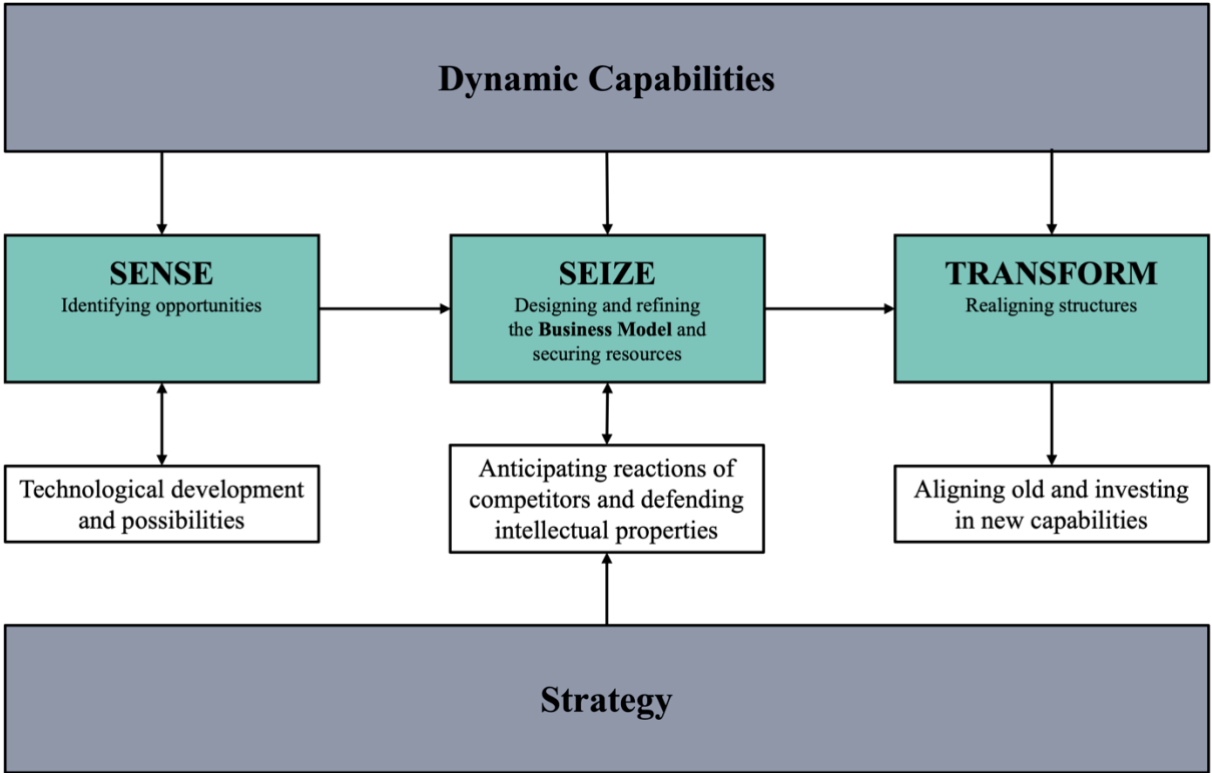 Dynamic Capabilities
SENSE
Identifying opportunities
SEIZE
Designing and refining
the Business Model and
securing resources
TRANSFORM
Realigning structures
Technological development
and possibilities
Anticipating reactions of
competitors and defending
intellectual properties
Aligning old and investing
in new capabilities
Strategy